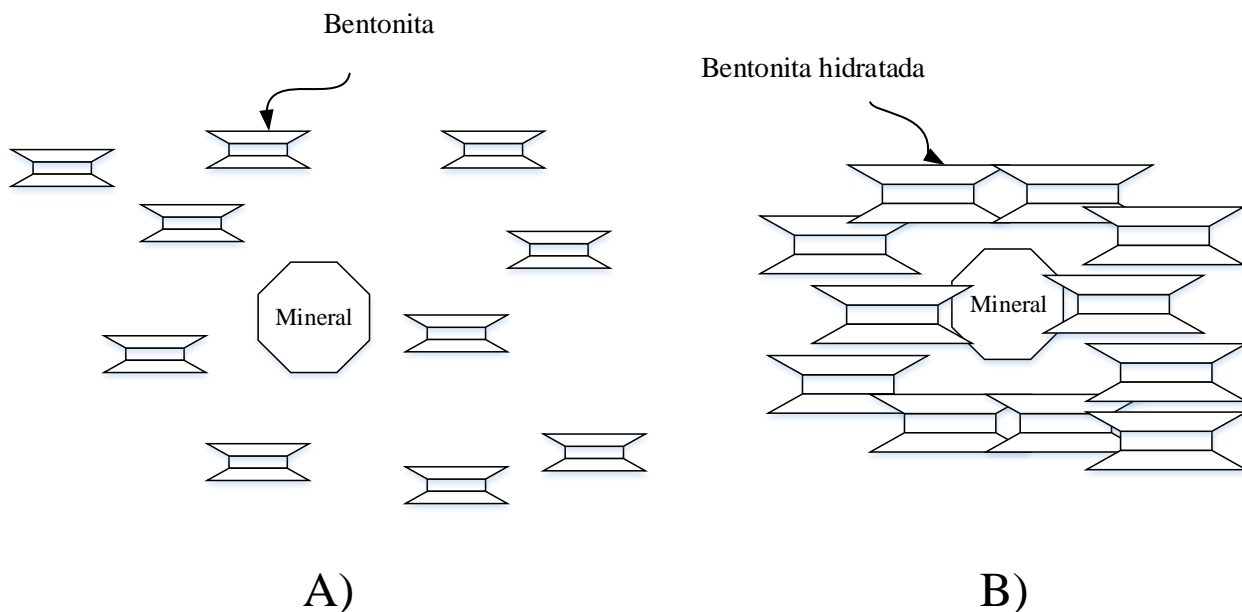 Bentonita
Bentonita hidratada
Mineral
Mineral
A)
B)